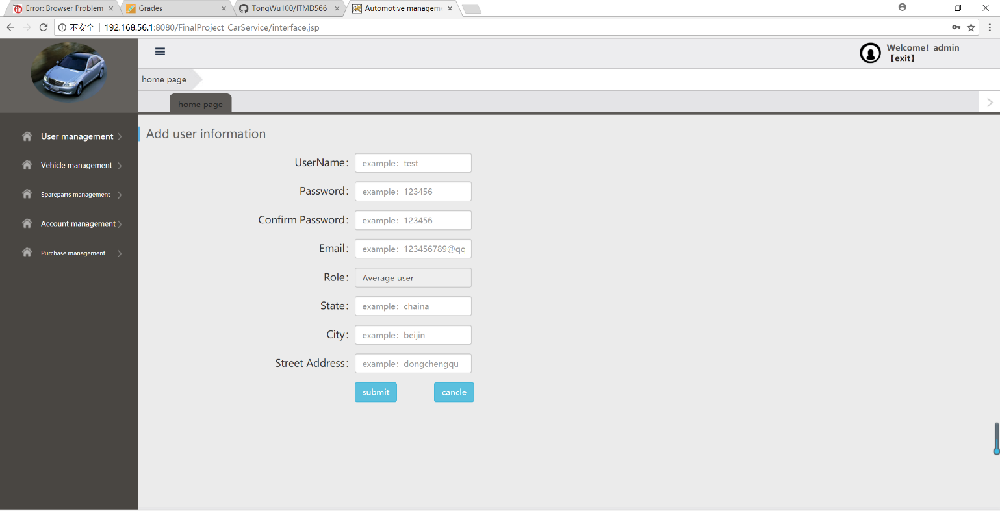 Error: Browser Problem
Grades
TongWu100/ITMD566
Automotive managem
不安全
192.168.56.1:8080/FinalProject_CarService/interface.jsp
Welcome! admin
【exit】
home page
home page
User management
Vehicle management
Spareparts management
Account management
Purchase management
Add user information
UserName:
example: test
Password:
example: 123456
Confirm Password:
example: 123456
Email:
example: 123456789@qc
Role:
Average user
State:
example: chaina
City:
example: beijin
Street Address:
example: dongchengqu
submit
cancle